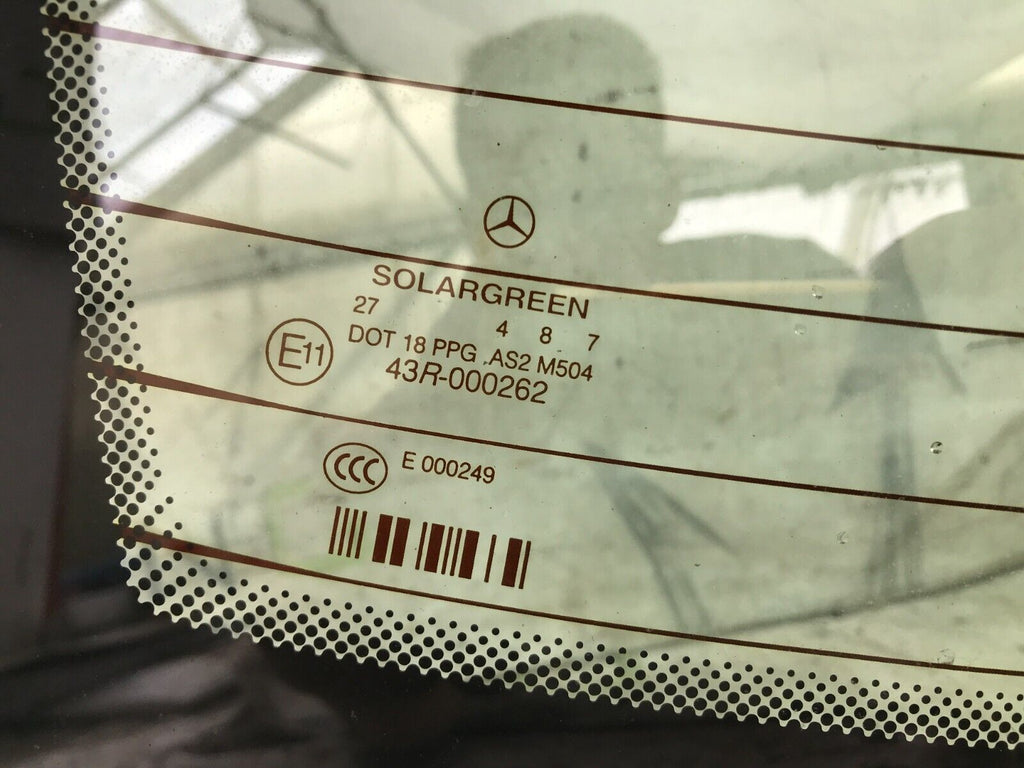 SOLARGREEN
27 4 8 7
E11
DOT 18 PPG .AS2 M504
43R-000262
CCC E 000249